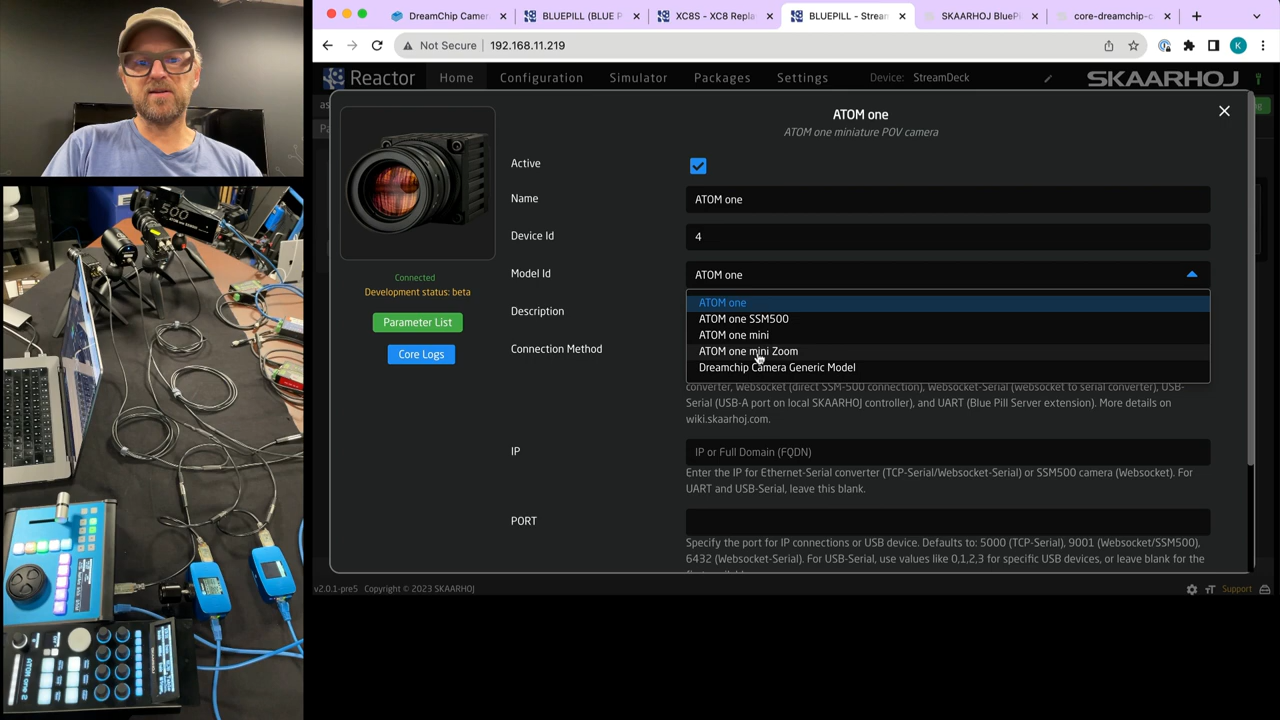 DreamChip Camer
BLUEPILL (BLUE P
XC8S - XC8 Repla
BLUEPILL - Strean
SKAARHOJ BluePi
core-dreamchip-c
Not Secure
192.168.11.219
K
Reactor
Home
Configuration
Simulator
Packages
Settings
Device:
StreamDeck
SKAARHOJ
ATOM one
ATOM one miniature POV camera
Active
Name
ATOM one
Device Id
4
Model Id
ATOM one
ATOM one
ATOM one SSM500
ATOM one mini
ATOM one mini Zoom
Dreamchip Camera Generic Model
Connected
Development status: beta
Parameter List
Core Logs
Description
Connection Method
converter, Websocket (direct SSM-500 connection), Websocket-Serial (websocket to serial converter), USB-
Serial (USB-A port on local SKAARHOJ controller), and UART (Blue Pill Server extension). More details on
wiki.skaarhoj.com.
IP
IP or Full Domain (FQDN)
Enter the IP for Ethernet-Serial converter (TCP-Serial/Websocket-Serial) or SSM500 camera (Websocket). For
UART and USB-Serial, leave this blank.
PORT
Specify the port for IP connections or USB device. Defaults to: 5000 (TCP-Serial), 9001 (Websocket/SSM500),
6432 (Websocket-Serial). For USB-Serial, use values like 0,1,2,3 for specific USB devices, or leave blank for the
v2.0.1-pre5
Copyright © 2023 SKAARHOJ
Support
500
ATOM one
ATOM one 2